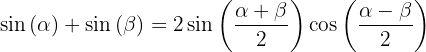 sin (α) + sin (β) = 2 sin ((α + β)/2) cos ((α − β)/2)